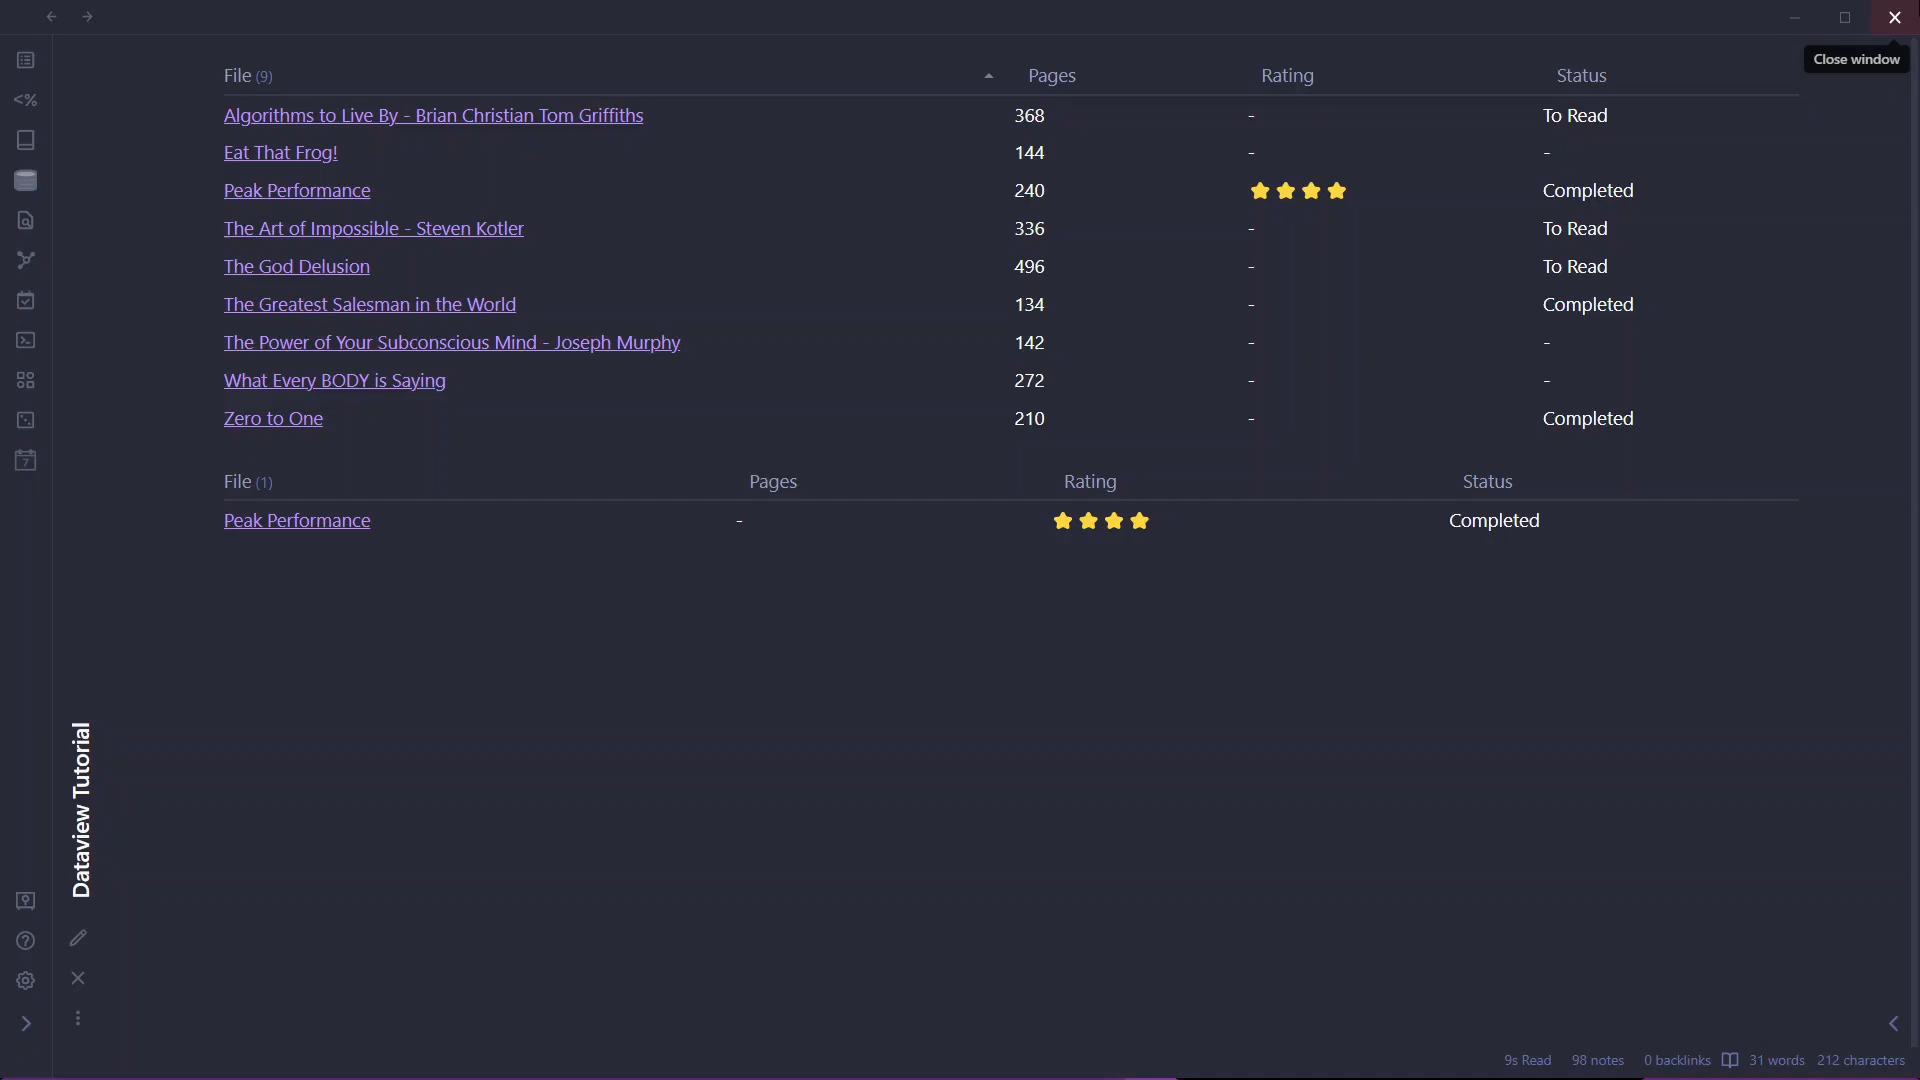 Close window
File (9) Pages Rating Status
Algorithms to Live By - Brian Christian Tom Griffiths 368 - To Read
Eat That Frog! 144 - -
Peak Performance 240 ⭐⭐⭐⭐ Completed
The Art of Impossible - Steven Kotler 336 - To Read
The God Delusion 496 - To Read
The Greatest Salesman in the World 134 - Completed
The Power of Your Subconscious Mind - Joseph Murphy 142 - -
What Every BODY is Saying 272 - -
Zero to One 210 - Completed
File (1) Pages Rating Status
Peak Performance - ⭐⭐⭐⭐ Completed
<%
7
Dataview Tutorial
9s Read 98 notes 0 backlinks 31 words 212 characters